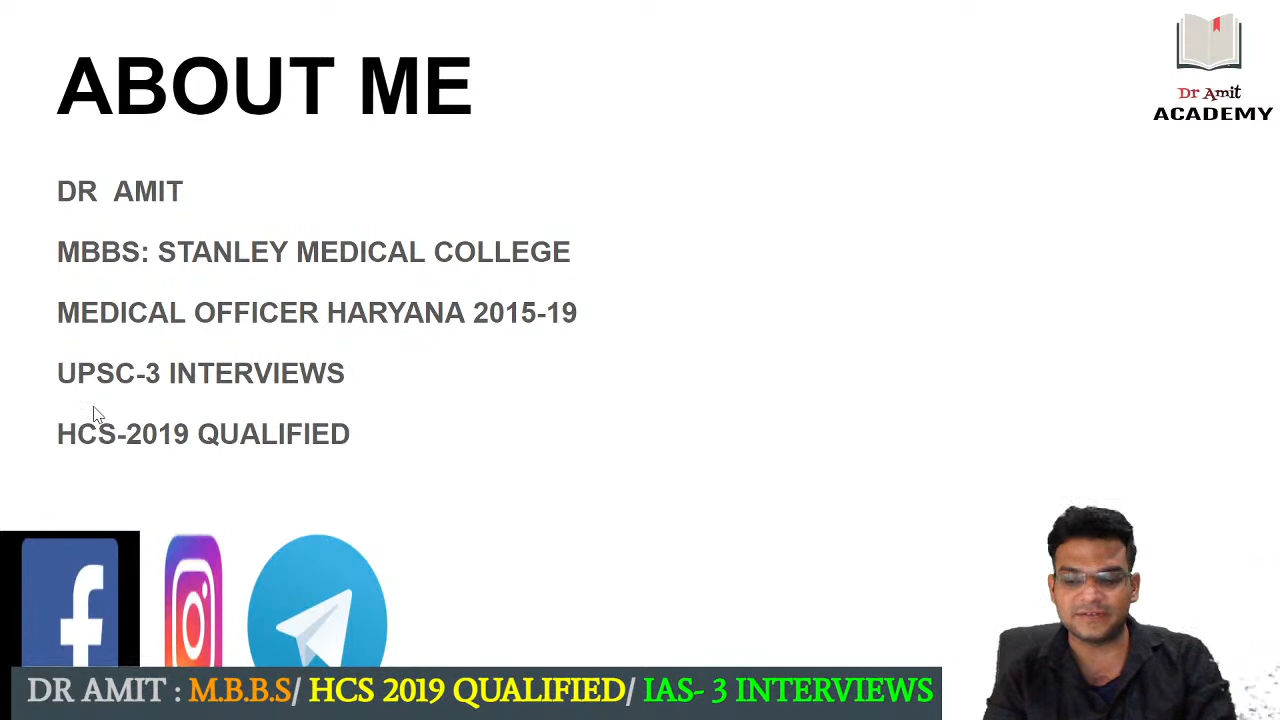 ABOUT ME
Dr Amit
ACADEMY
DR AMIT
MBBS: STANLEY MEDICAL COLLEGE
MEDICAL OFFICER HARYANA 2015-19
UPSC-3 INTERVIEWS
HCS-2019 QUALIFIED
DR AMIT : M.B.B.S/ HCS 2019 QUALIFIED/ IAS- 3 INTERVIEWS